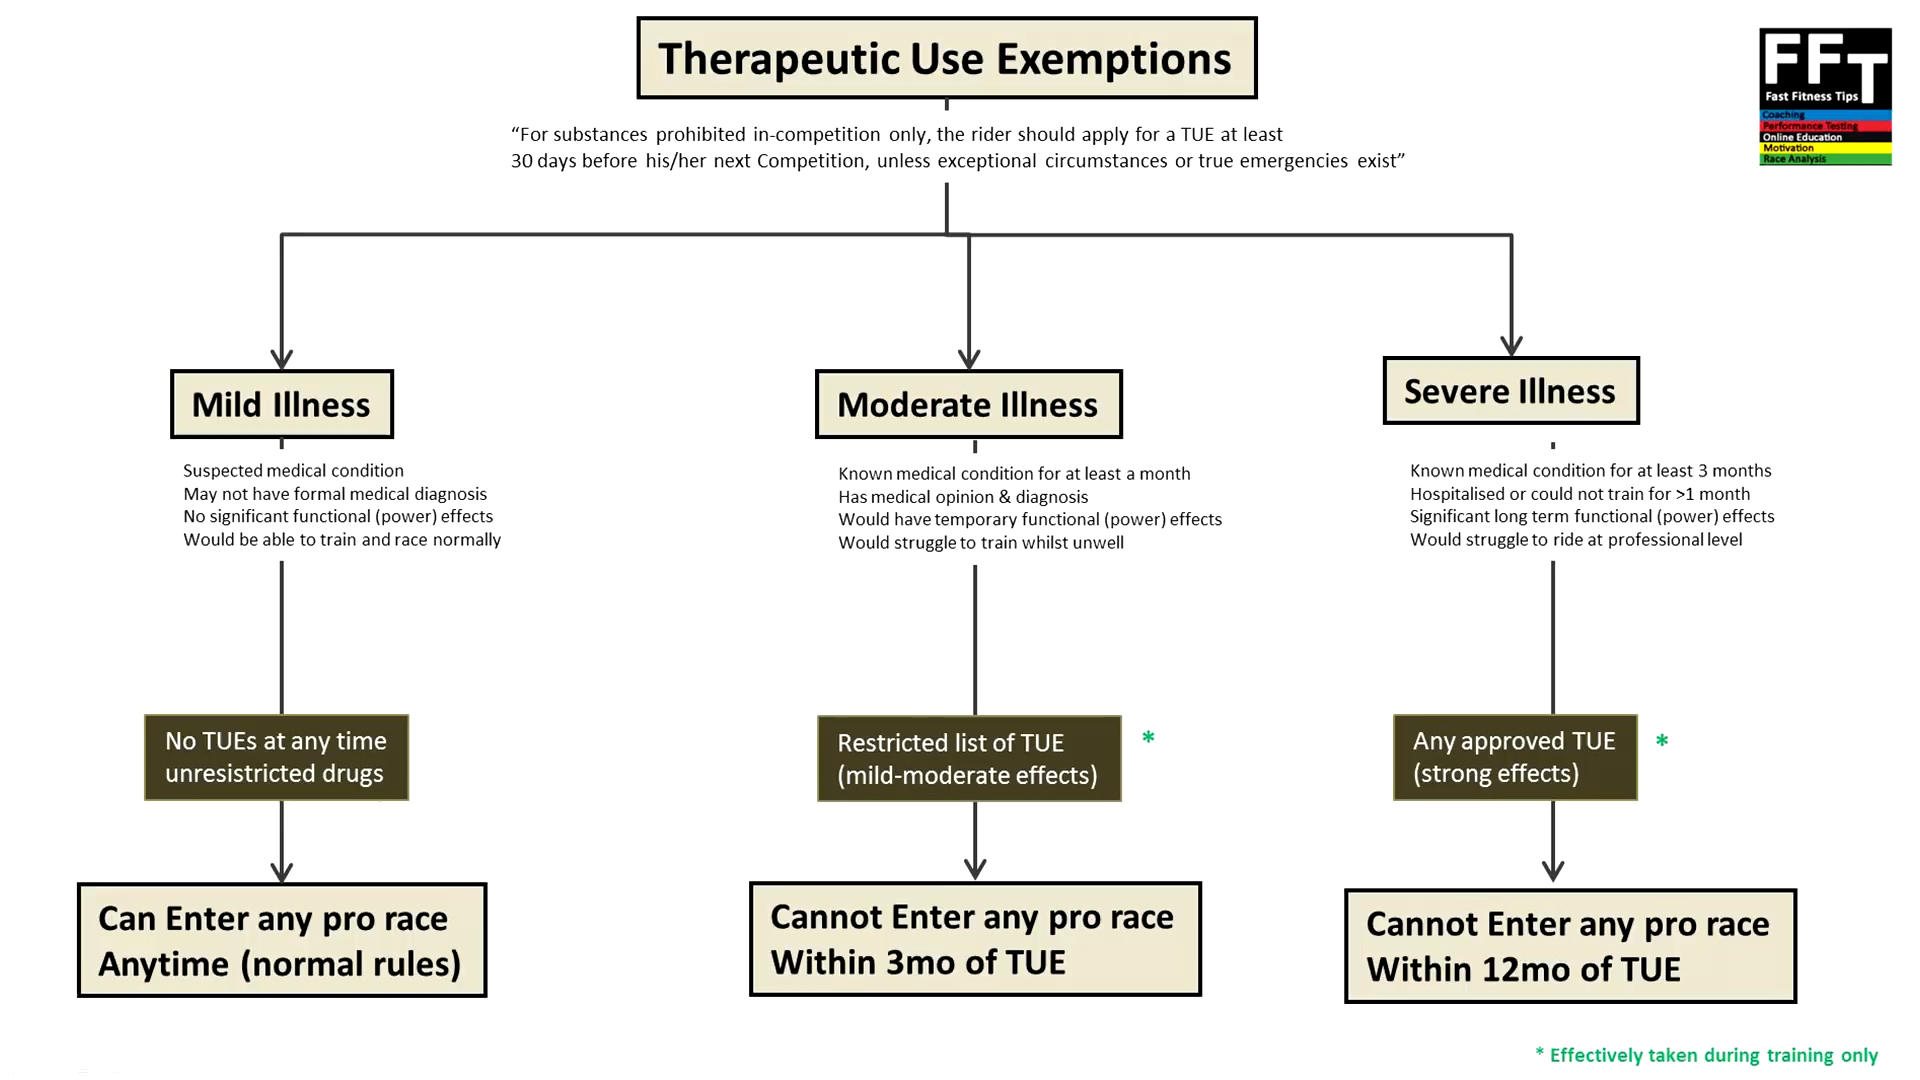 Therapeutic Use Exemptions
FFT
Fast Fitness Tips
Coaching
Performance Testing
Online Education
Motivation
Race Analysis
“For substances prohibited in-competition only, the rider should apply for a TUE at least
30 days before his/her next Competition, unless exceptional circumstances or true emergencies exist”
Mild Illness
Suspected medical condition
May not have formal medical diagnosis
No significant functional (power) effects
Would be able to train and race normally
No TUEs at any time
unresistricted drugs
Can Enter any pro race
Anytime (normal rules)
Moderate Illness
Known medical condition for at least a month
Has medical opinion & diagnosis
Would have temporary functional (power) effects
Would struggle to train whilst unwell
Restricted list of TUE
(mild-moderate effects)
*
Cannot Enter any pro race
Within 3mo of TUE
Severe Illness
Known medical condition for at least 3 months
Hospitalised or could not train for >1 month
Significant long term functional (power) effects
Would struggle to ride at professional level
Any approved TUE
(strong effects)
*
Cannot Enter any pro race
Within 12mo of TUE
* Effectively taken during training only